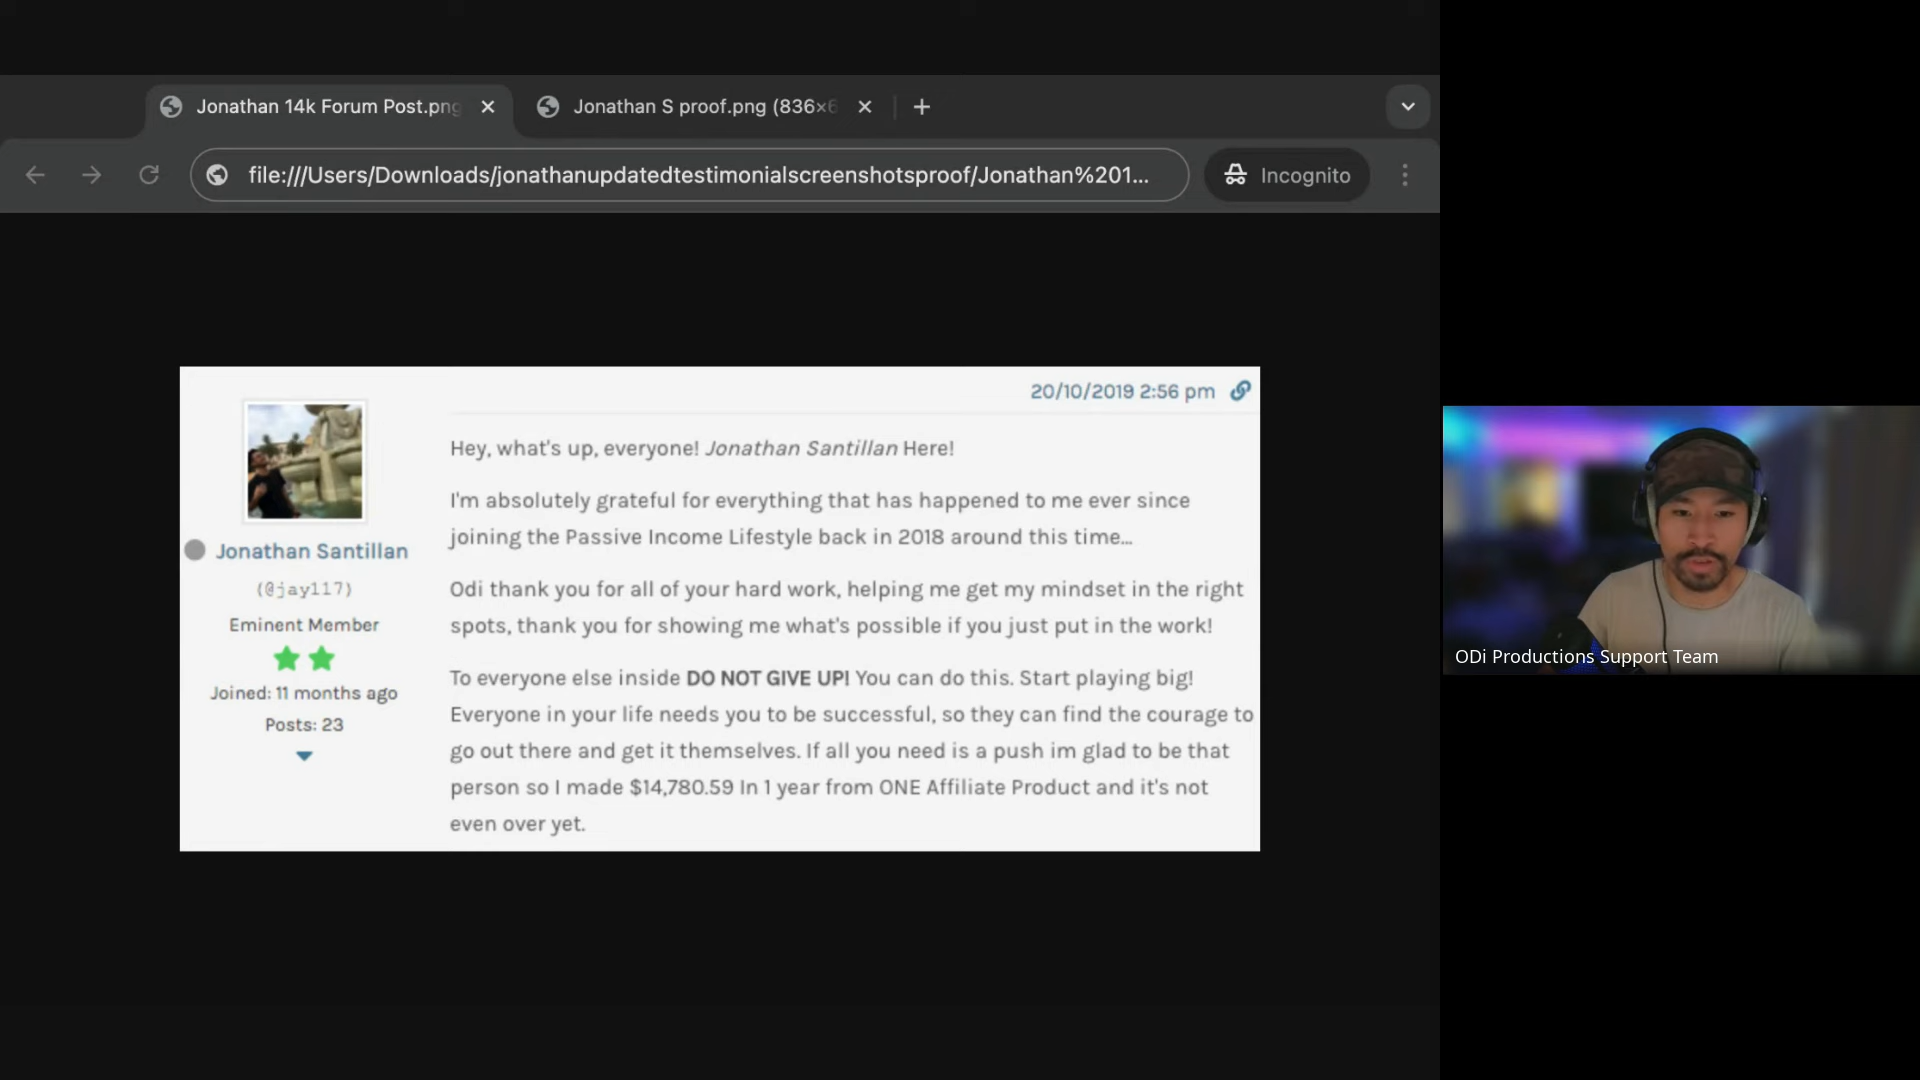 Jonathan 14k Forum Post.png
Jonathan S proof.png (836×6
file:///Users/Downloads/jonathanupdatedtestimonialscreenshotsproof/Jonathan%201...
Incognito
20/10/2019 2:56 pm
Jonathan Santillan
(@jay117)
Eminent Member
Joined: 11 months ago
Posts: 23
Hey, what's up, everyone! Jonathan Santillan Here!
I'm absolutely grateful for everything that has happened to me ever since
joining the Passive Income Lifestyle back in 2018 around this time...
Odi thank you for all of your hard work, helping me get my mindset in the right
spots, thank you for showing me what's possible if you just put in the work!
To everyone else inside DO NOT GIVE UP! You can do this. Start playing big!
Everyone in your life needs you to be successful, so they can find the courage to
go out there and get it themselves. If all you need is a push im glad to be that
person so I made $14,780.59 In 1 year from ONE Affiliate Product and it's not
even over yet.
ODi Productions Support Team